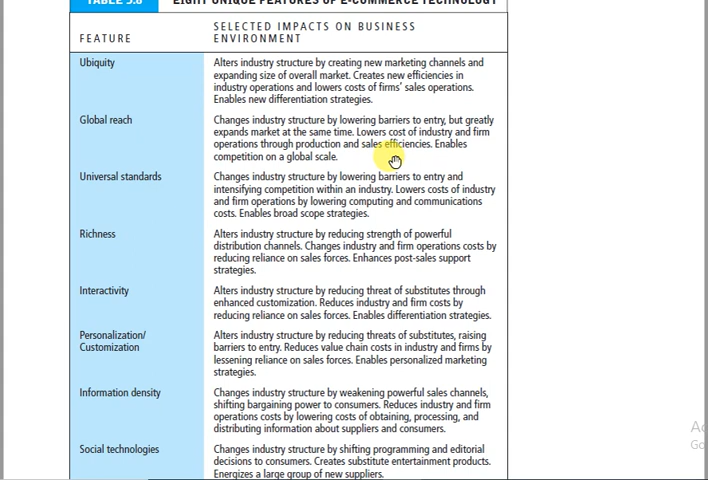 TABLE 5.8 EIGHT UNIQUE FEATURES OF E-COMMERCE TECHNOLOGY
FEATURE
SELECTED IMPACTS ON BUSINESS
ENVIRONMENT
Ubiquity
Alters industry structure by creating new marketing channels and
expanding size of overall market. Creates new efficiencies in
industry operations and lowers costs of firms’ sales operations.
Enables new differentiation strategies.
Global reach
Changes industry structure by lowering barriers to entry, but greatly
expands market at the same time. Lowers cost of industry and firm
operations through production and sales efficiencies. Enables
competition on a global scale.
Universal standards
Changes industry structure by lowering barriers to entry and
intensifying competition within an industry. Lowers costs of industry
and firm operations by lowering computing and communications
costs. Enables broad scope strategies.
Richness
Alters industry structure by reducing strength of powerful
distribution channels. Changes industry and firm operations costs by
reducing reliance on sales forces. Enhances post-sales support
strategies.
Interactivity
Alters industry structure by reducing threat of substitutes through
enhanced customization. Reduces industry and firm costs by
reducing reliance on sales forces. Enables differentiation strategies.
Personalization/
Customization
Alters industry structure by reducing threats of substitutes, raising
barriers to entry. Reduces value chain costs in industry and firms by
lessening reliance on sales forces. Enables personalized marketing
strategies.
Information density
Changes industry structure by weakening powerful sales channels,
shifting bargaining power to consumers. Reduces industry and firm
operations costs by lowering costs of obtaining, processing, and
distributing information about suppliers and consumers.
Social technologies
Changes industry structure by shifting programming and editorial
decisions to consumers. Creates substitute entertainment products.
Energizes a large group of new suppliers.